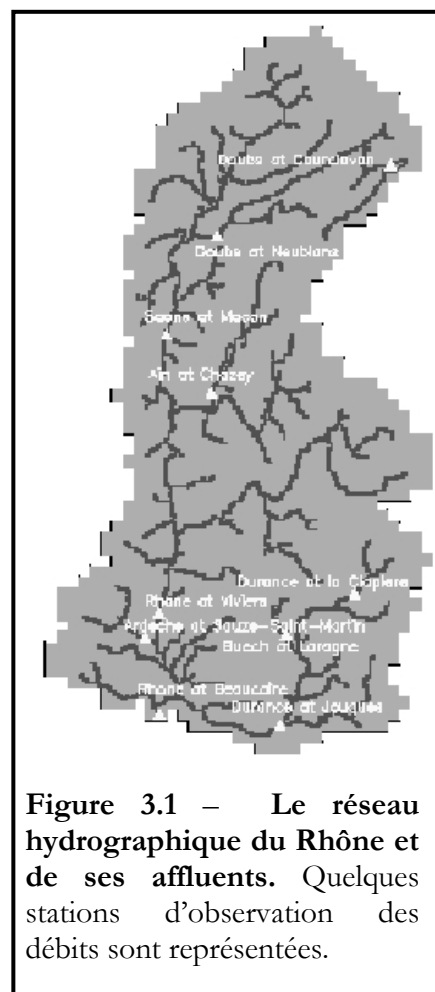 Doubs at Courclavon
Doubs at Neublans
Saone at Macon
Ain at Chazey
Durance at la Clapiere
Rhone at Viviers
Ardeche at Sauze-Saint-Martin
Buech at Laragne
Rhone at Beaucaire
Durance at Jouques
Figure 3.1 – Le réseau
hydrographique du Rhône et
de ses affluents. Quelques
stations d'observation des
débits sont représentées.